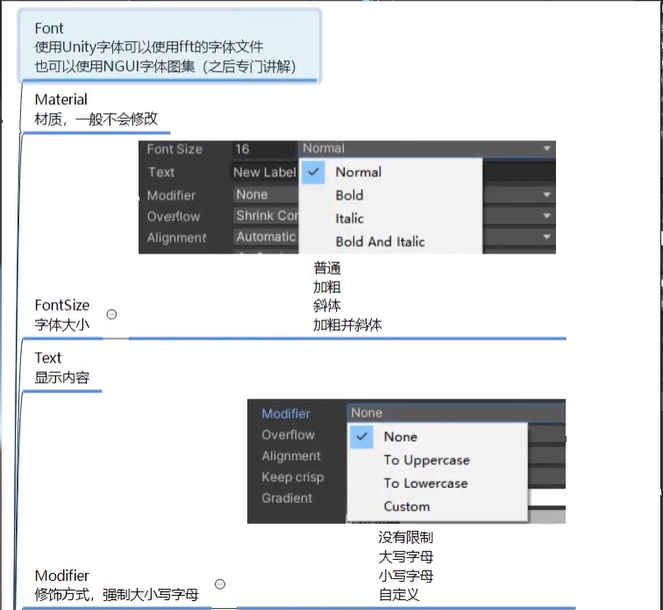 Font
使用Unity字体可以使用fft的字体文件
也可以使用NGUI字体图集（之后专门讲解）
Material
材质，一般不会修改
Font Size 16 Normal
Text New Label
Modifier None
Overflow Shrink Con
Alignment Automatic
Normal
Bold
Italic
Bold And Italic
普通
加粗
斜体
加粗并斜体
FontSize
字体大小
Text
显示内容
Modifier None
Overflow
Alignment
Keep crisp
Gradient
None
To Uppercase
To Lowercase
Custom
没有限制
大写字母
小写字母
自定义
Modifier
修饰方式，强制大小写字母